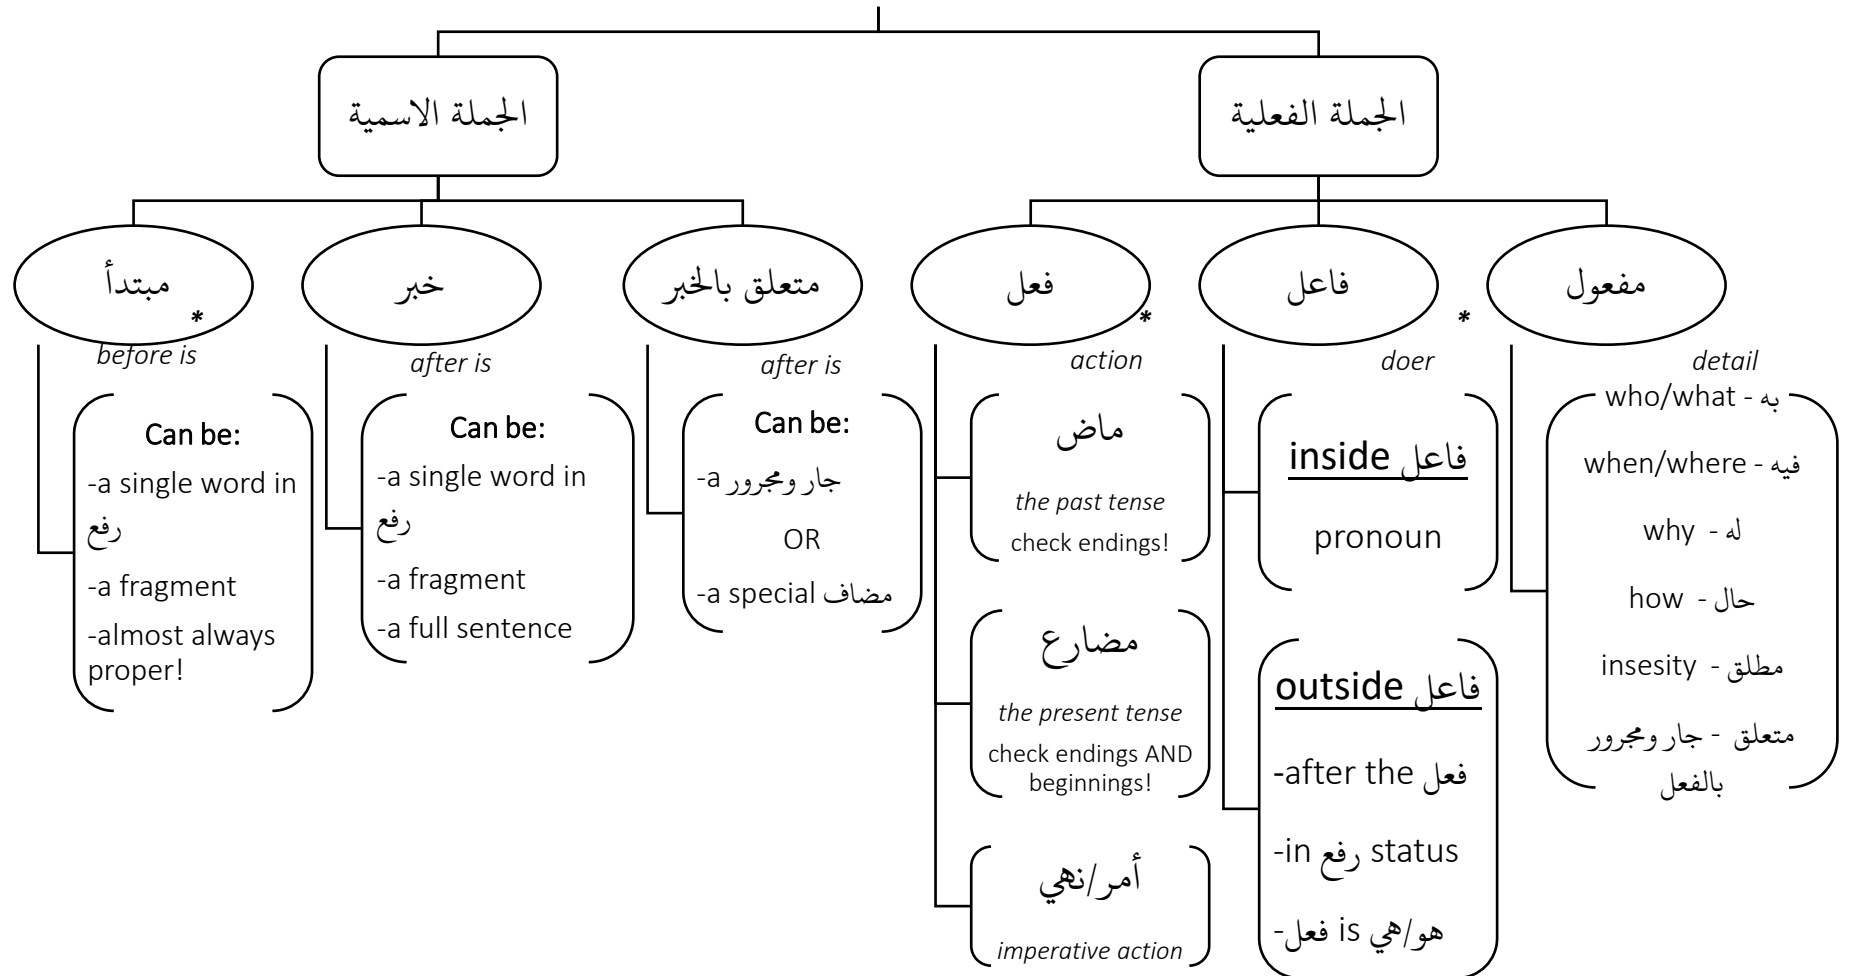 الجملة الاسمية
الجملة الفعلية
مبتدأ
*
before is
Can be:
-a single word in
رفع
-a fragment
-almost always
proper!
خبر
after is
Can be:
-a single word in
رفع
-a fragment
-a full sentence
متعلق بالخبر
after is
Can be:
-a جار ومجرور
OR
-a special مضاف
فعل
*
action
ماض
the past tense
check endings!
مضارع
the present tense
check endings AND
beginnings!
أمر/نهي
imperative action
فاعل
*
doer
inside فاعل
pronoun
outside فاعل
-after the فعل
-in رفع status
-فعل is هو/هي
مفعول
detail
who/what - به
when/where - فيه
why - له
how - حال
insesity - مطلق
متعلق - جار ومجرور
بالفعل